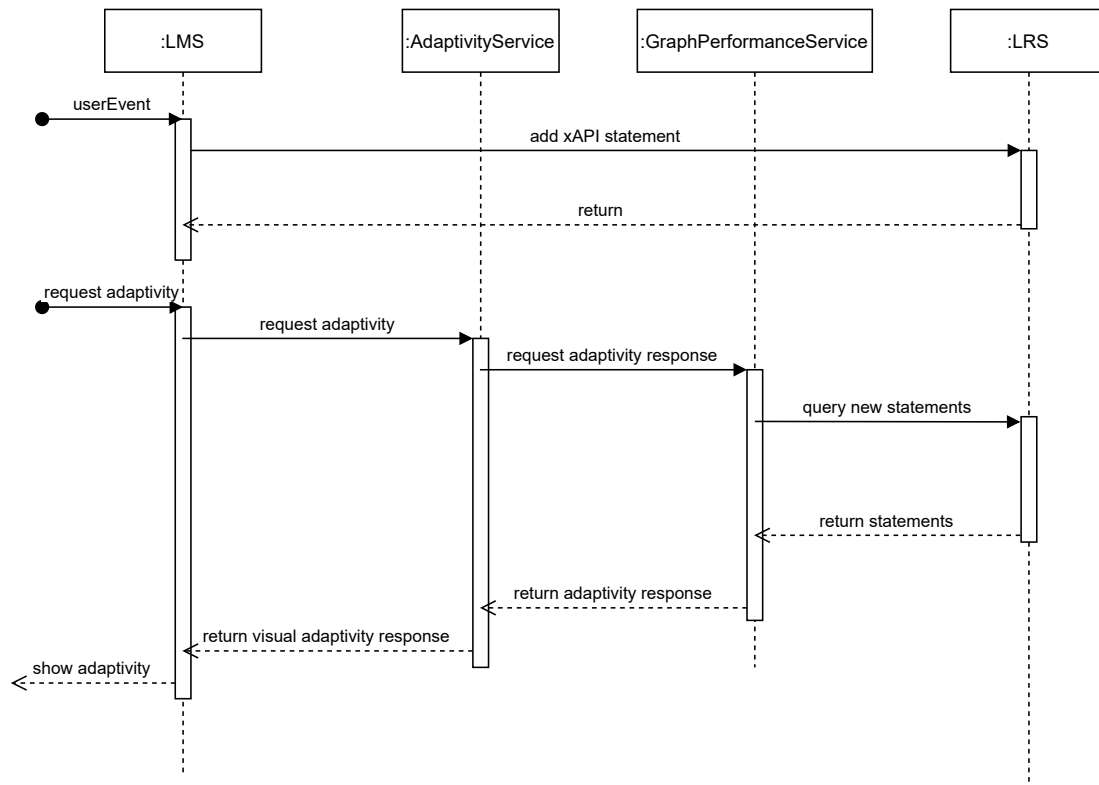 :LMS
:AdaptivityService
:GraphPerformanceService
:LRS
userEvent
add xAPI statement
return
request adaptivity
request adaptivity
request adaptivity response
query new statements
return statements
return adaptivity response
return visual adaptivity response
show adaptivity